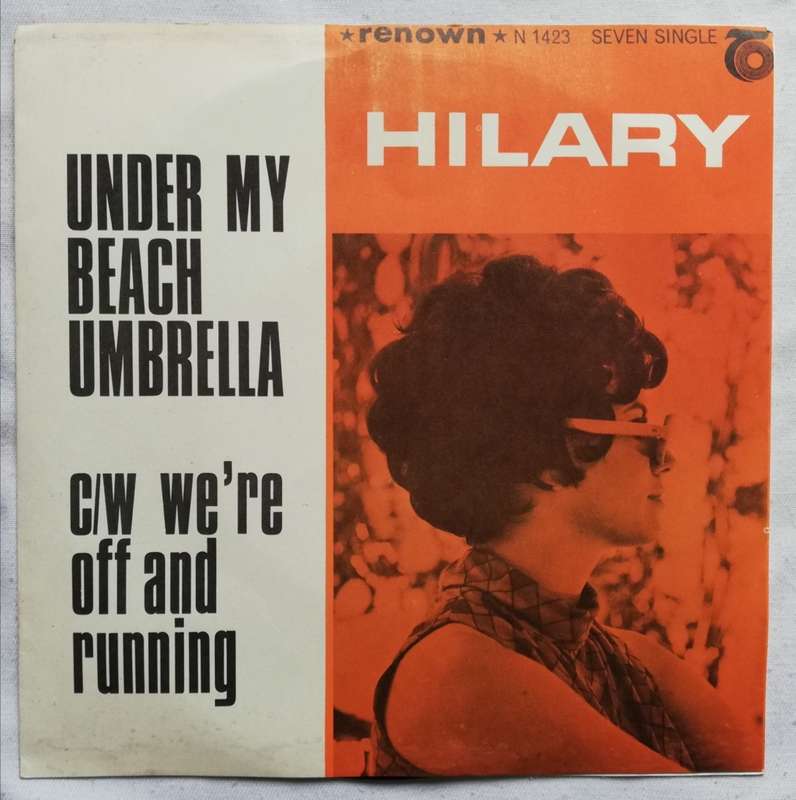 ★renown★ N 1423 SEVEN SINGLE
HILARY
UNDER MY
BEACH
UMBRELLA
c/w we're
off and
running